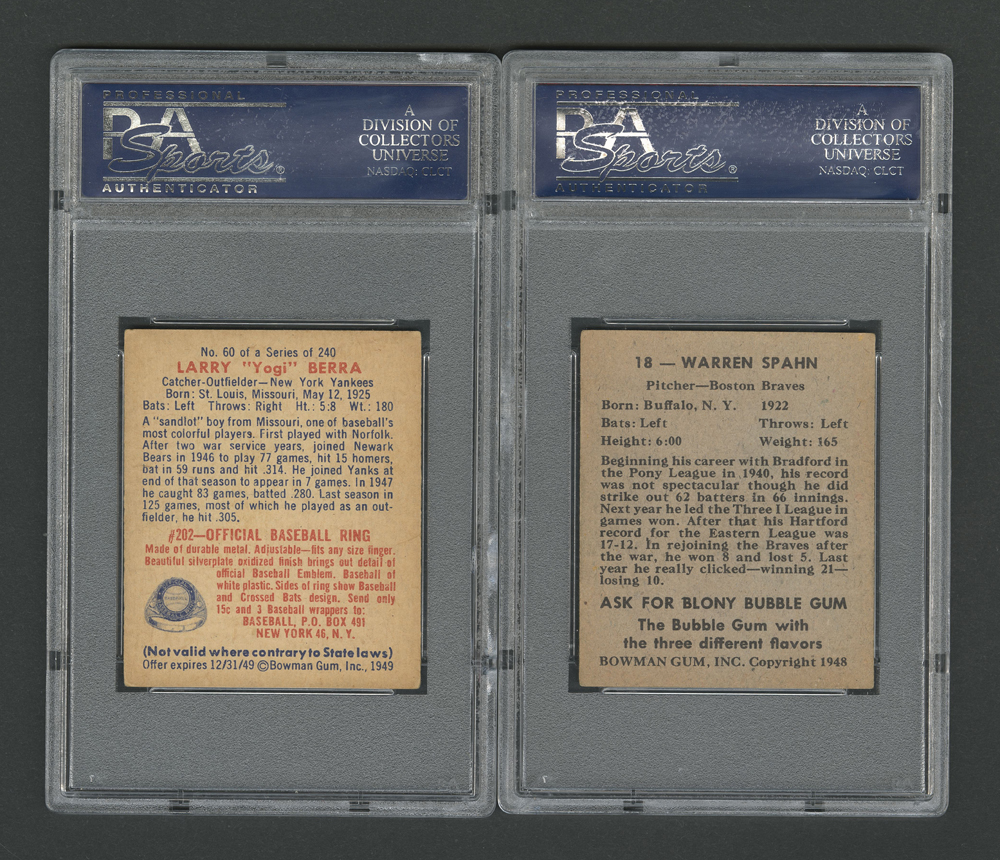 PROFESSIONAL
PSA
Sports®
AUTHENTICATOR
A
DIVISION OF
COLLECTORS
UNIVERSE
NASDAQ: CLCT
No. 60 of a Series of 240
LARRY "Yogi" BERRA
Catcher-Outfielder—New York Yankees
Born: St. Louis, Missouri, May 12, 1925
Bats: Left Throws: Right Ht.: 5:8 Wt.: 180
A "sandlot" boy from Missouri, one of baseball's
most colorful players. First played with Norfolk.
After two war service years, joined Newark
Bears in 1946 to play 77 games, hit 15 homers,
bat in 59 runs and hit .314. He joined Yanks at
end of that season to appear in 7 games. In 1947
he caught 83 games, batted .280. Last season in
125 games, most of which he played as an out-
fielder, he hit .305.
#202—OFFICIAL BASEBALL RING
Made of durable metal. Adjustable—fits any size finger.
Beautiful silverplate oxidized finish brings out detail of
official Baseball Emblem. Baseball of
white plastic. Sides of ring show Baseball
and Crossed Bats design. Send only
15c and 3 Baseball wrappers to:
BASEBALL, P.O. BOX 491
NEW YORK 46, N. Y.
(Not valid where contrary to State laws)
Offer expires 12/31/49 ©Bowman Gum, Inc., 1949
PROFESSIONAL
PSA
Sports®
AUTHENTICATOR
A
DIVISION OF
COLLECTORS
UNIVERSE
NASDAQ: CLCT
18 — WARREN SPAHN
Pitcher—Boston Braves
Born: Buffalo, N. Y. 1922
Bats: Left Throws: Left
Height: 6:00 Weight: 165
Beginning his career with Bradford in
the Pony League in 1940, his record
was not spectacular though he did
strike out 62 batters in 66 innings.
Next year he led the Three I League in
games won. After that his Hartford
record for the Eastern League was
17-12. In rejoining the Braves after
the war, he won 8 and lost 5. Last
year he really clicked—winning 21—
losing 10.
ASK FOR BLONY BUBBLE GUM
The Bubble Gum with
the three different flavors
BOWMAN GUM, INC. Copyright 1948